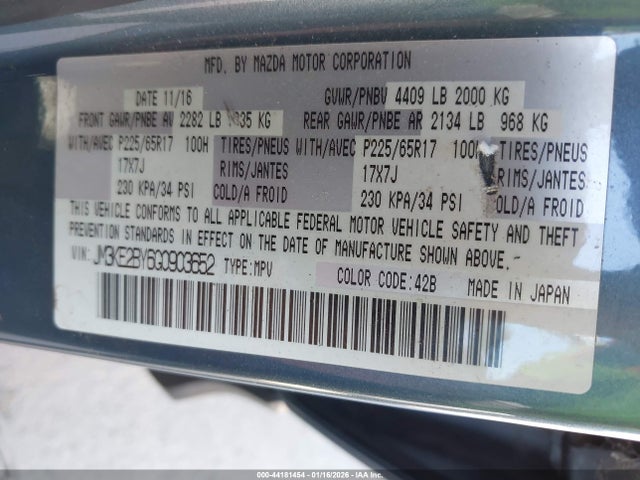 MFD. BY MAZDA MOTOR CORPORATION
DATE 11/16 GVWR/PNBV 4409 LB 2000 KG
FRONT GAWR/PNBE AV 2282 LB KG REAR GAWR/PNBE AR 2134 LB 968 KG
WITH/AVEC P225/65R17 100H TIRES/PNEUS WITH/AVEC P225/65R17 100H TIRES/PNEUS
17X7J RIMS/JANTES 17X7J RIMS/JANTES
230 KPA/34 PSI COLD/A FROID 230 KPA/34 PSI COLD/A FROID
THIS VEHICLE CONFORMS TO ALL APPLICABLE FEDERAL MOTOR VEHICLE SAFETY AND THEFT
PREVENTION STANDARDS IN EFFECT ON THE DATE OF MANUFACTURE SHOWN ABOVE.
VIN: JM3KE2BY6G0903652 TYPE:MPV COLOR CODE:42B MADE IN JAPAN
000-44181454 - 01/16/2026 - IAAI.COM